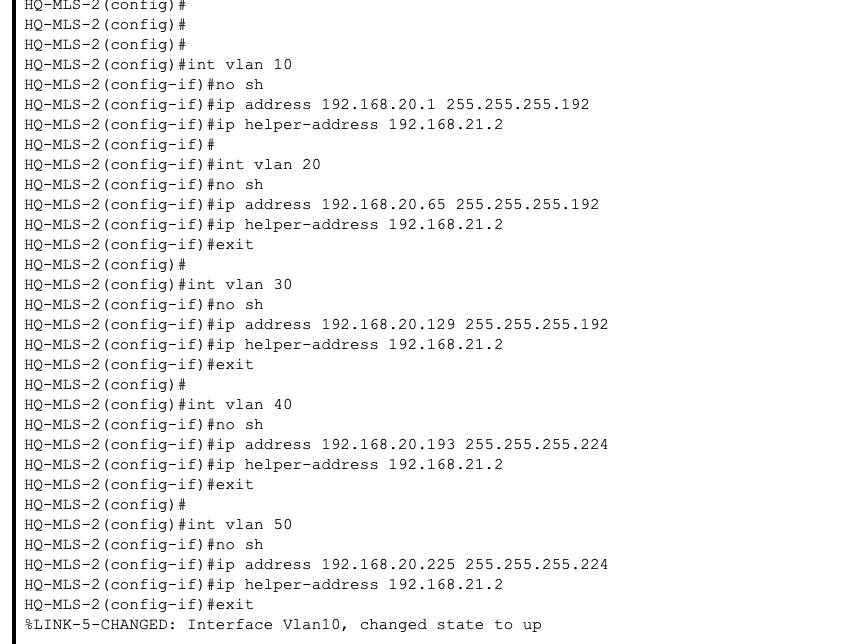 HQ-MLS-2(config)#
HQ-MLS-2(config)#
HQ-MLS-2(config)#
HQ-MLS-2(config)#int vlan 10
HQ-MLS-2(config-if)#no sh
HQ-MLS-2(config-if)#ip address 192.168.20.1 255.255.255.192
HQ-MLS-2(config-if)#ip helper-address 192.168.21.2
HQ-MLS-2(config-if)#
HQ-MLS-2(config-if)#int vlan 20
HQ-MLS-2(config-if)#no sh
HQ-MLS-2(config-if)#ip address 192.168.20.65 255.255.255.192
HQ-MLS-2(config-if)#ip helper-address 192.168.21.2
HQ-MLS-2(config-if)#exit
HQ-MLS-2(config)#
HQ-MLS-2(config)#int vlan 30
HQ-MLS-2(config-if)#no sh
HQ-MLS-2(config-if)#ip address 192.168.20.129 255.255.255.192
HQ-MLS-2(config-if)#ip helper-address 192.168.21.2
HQ-MLS-2(config-if)#exit
HQ-MLS-2(config)#
HQ-MLS-2(config)#int vlan 40
HQ-MLS-2(config-if)#no sh
HQ-MLS-2(config-if)#ip address 192.168.20.193 255.255.255.224
HQ-MLS-2(config-if)#ip helper-address 192.168.21.2
HQ-MLS-2(config-if)#exit
HQ-MLS-2(config)#
HQ-MLS-2(config)#int vlan 50
HQ-MLS-2(config-if)#no sh
HQ-MLS-2(config-if)#ip address 192.168.20.225 255.255.255.224
HQ-MLS-2(config-if)#ip helper-address 192.168.21.2
HQ-MLS-2(config-if)#exit
%LINK-5-CHANGED: Interface Vlan10, changed state to up